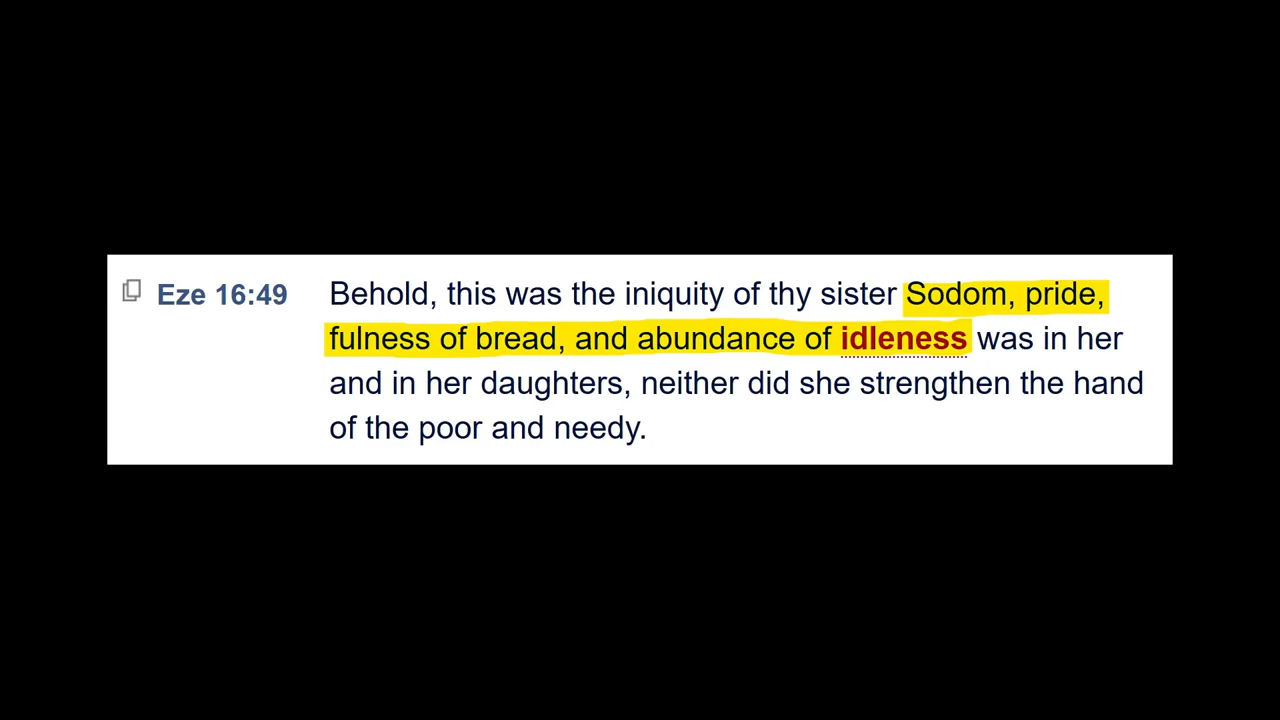 Eze 16:49 Behold, this was the iniquity of thy sister Sodom, pride,
fulness of bread, and abundance of idleness was in her
and in her daughters, neither did she strengthen the hand
of the poor and needy.